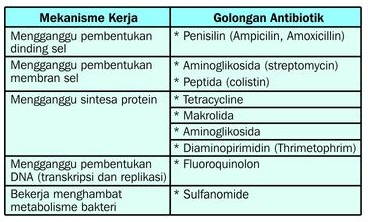 Mekanisme Kerja Golongan Antibiotik
Mengganggu pembentukan * Penisilin (Ampicilin, Amoxicillin)
dinding sel
Mengganggu pembentukan * Aminoglikosida (streptomycin)
membran sel * Peptida (colistin)
Mengganggu sintesa protein * Tetracycline
* Makrolida
* Aminoglikosida
* Diaminopirimidin (Thrimetophrim)
Mengganggu pembentukan * Fluoroquinolon
DNA (transkripsi dan replikasi)
Bekerja menghambat * Sulfanomide
metabolisme bakteri